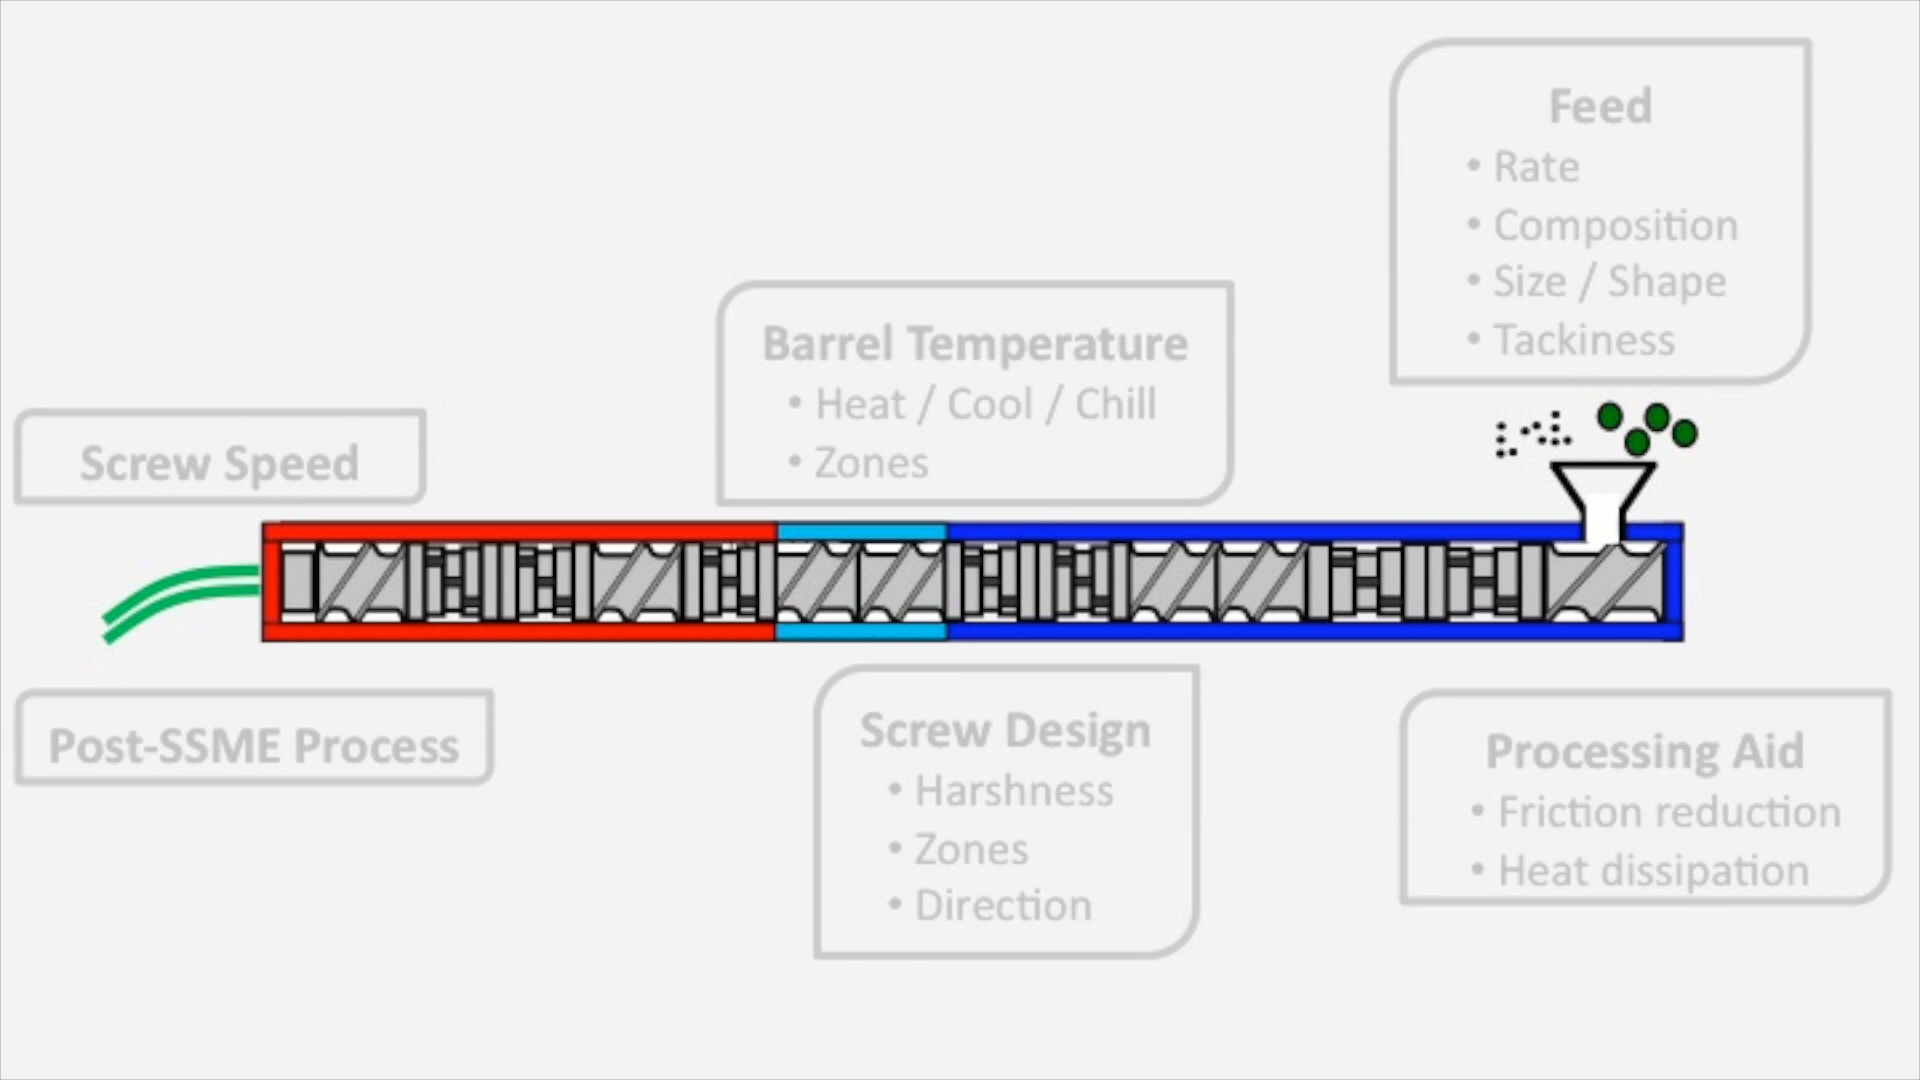 Feed
• Rate
• Composition
• Size / Shape
• Tackiness
Barrel Temperature
• Heat / Cool / Chill
• Zones
Screw Speed
Post-SSME Process
Screw Design
• Harshness
• Zones
• Direction
Processing Aid
• Friction reduction
• Heat dissipation